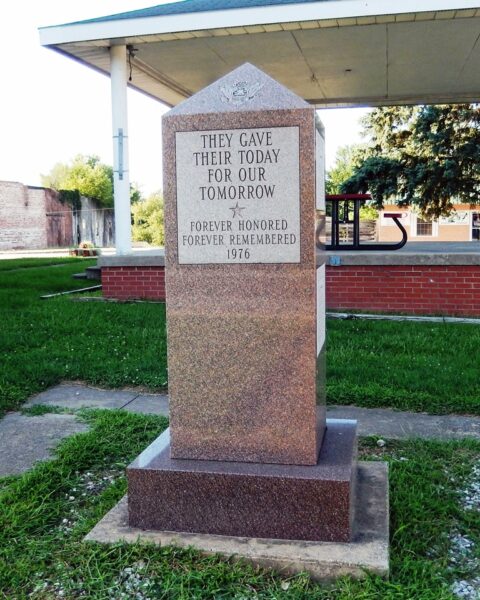 THEY GAVE
THEIR TODAY
FOR OUR
TOMORROW
FOREVER HONORED
FOREVER REMEMBERED
1976